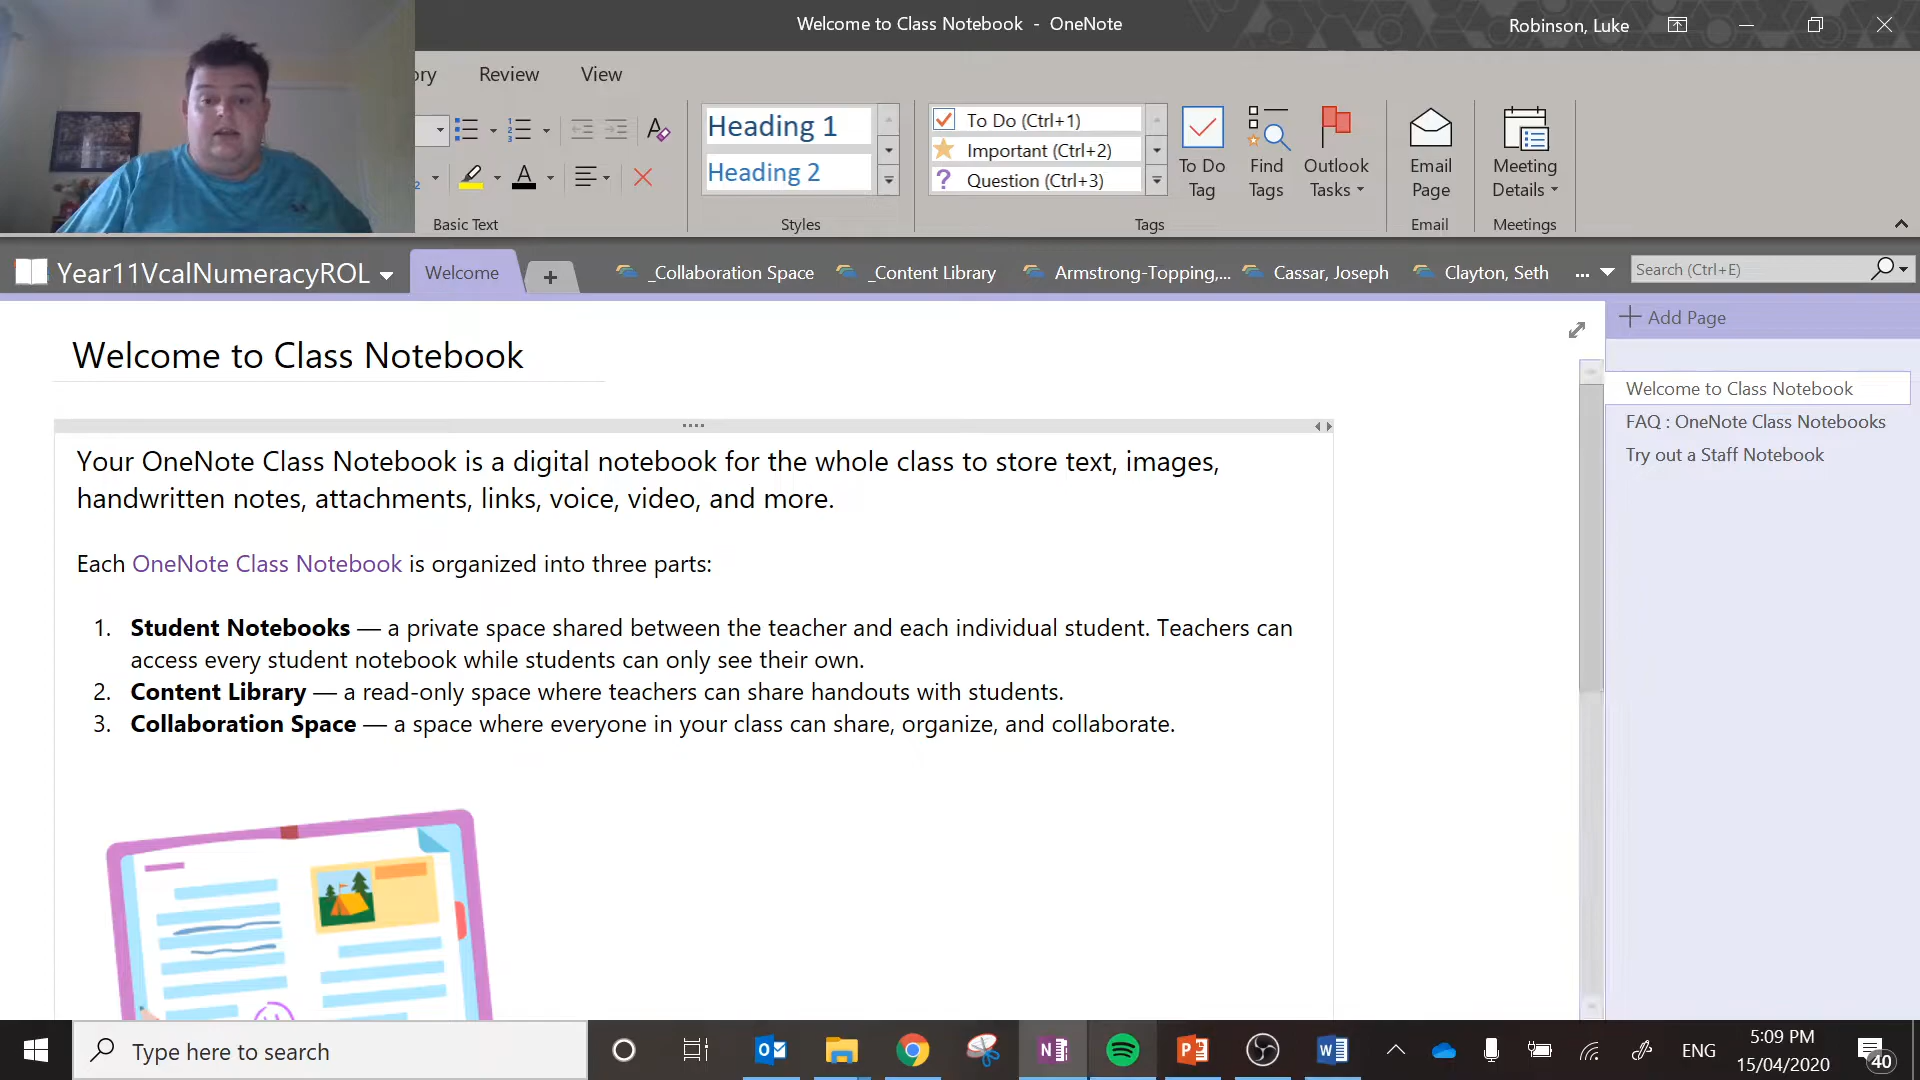 Welcome to Class Notebook - OneNote
Robinson, Luke
ory Review View
Heading 1
Heading 2
To Do (Ctrl+1)
Important (Ctrl+2)
Question (Ctrl+3)
To Do Tag
Find Tags
Outlook Tasks
Email Page
Meeting Details
Basic Text Styles Tags Email Meetings
Year11VcalNumeracyROL Welcome _Collaboration Space _Content Library Armstrong-Topping,... Cassar, Joseph Clayton, Seth ... Search (Ctrl+E)
Add Page
Welcome to Class Notebook
FAQ : OneNote Class Notebooks
Try out a Staff Notebook
Welcome to Class Notebook
Your OneNote Class Notebook is a digital notebook for the whole class to store text, images,
handwritten notes, attachments, links, voice, video, and more.
Each OneNote Class Notebook is organized into three parts:
1. Student Notebooks — a private space shared between the teacher and each individual student. Teachers can
access every student notebook while students can only see their own.
2. Content Library — a read-only space where teachers can share handouts with students.
3. Collaboration Space — a space where everyone in your class can share, organize, and collaborate.
Type here to search
ENG
5:09 PM
15/04/2020
40